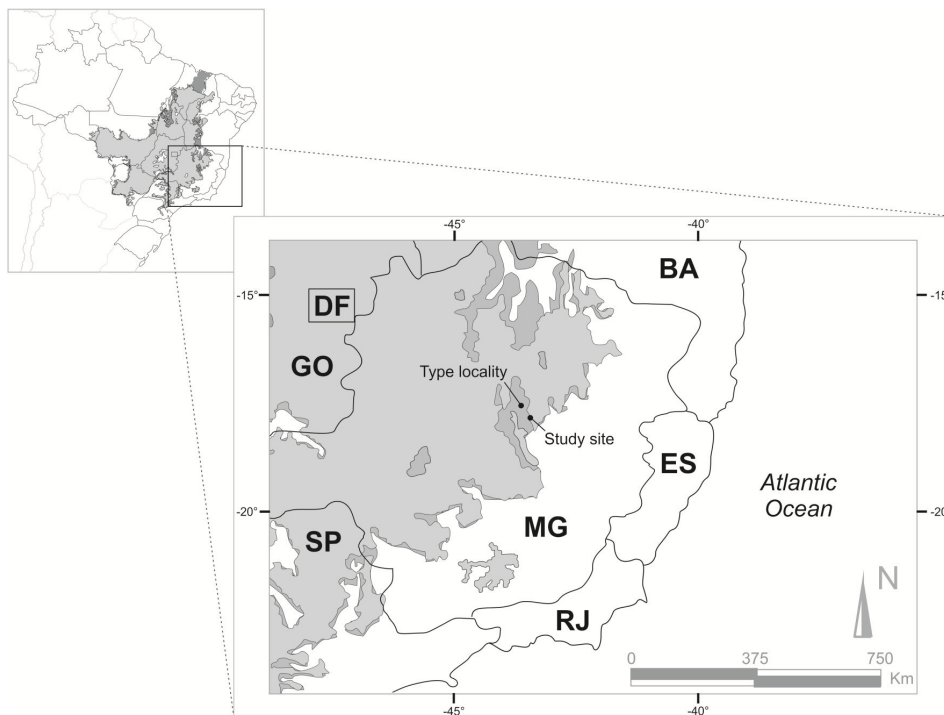 -45°
-40°
BA
-15°
-15
DF
GO
Type locality
Study site
ES
Atlantic
Ocean
-20°
-20
SP
MG
N
RJ
0
375
750
Km
-45°
-40°